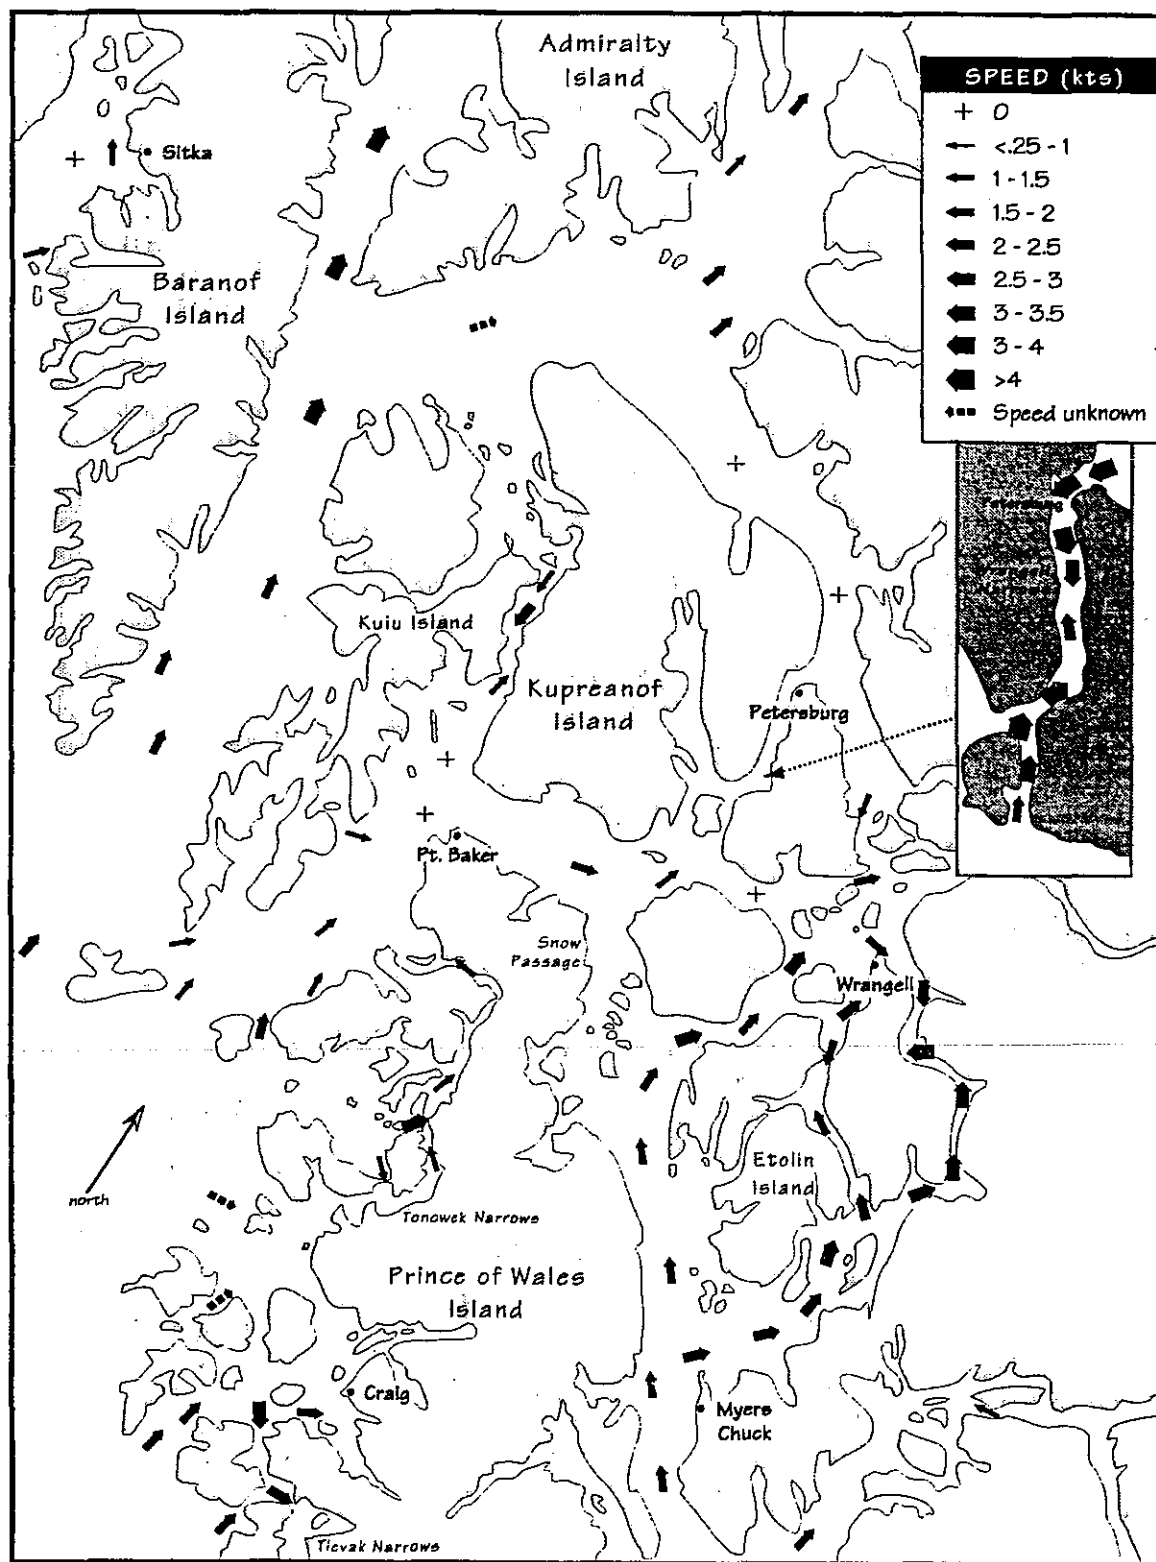 Admiralty
Island
SPEED (kts)
0
<.25 - 1
1 - 1.5
1.5 - 2
2 - 2.5
2.5 - 3
3 - 3.5
3 - 4
>4
Speed unknown
Sitka
Baranof
Island
Petersburg
Kuiu Island
Kupreanof
Island
Petersburg
Pt. Baker
Snow
Passage
Wrangell
north
Etolin
Island
Tonowek Narrows
Prince of Wales
Island
Craig
Myers
Chuck
Tlevak Narrows